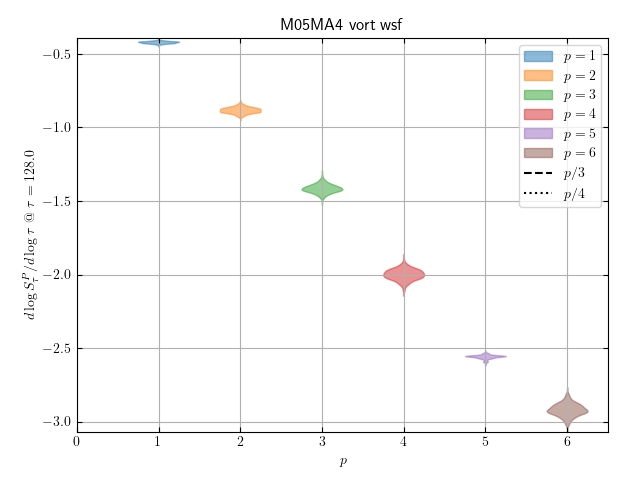 M05MA4 vort wsf
d log S_τ^P / d log τ @ τ = 128.0
−0.5
−1.0
−1.5
−2.0
−2.5
−3.0
p = 1
p = 2
p = 3
p = 4
p = 5
p = 6
p/3
p/4
0 1 2 3 4 5 6
p